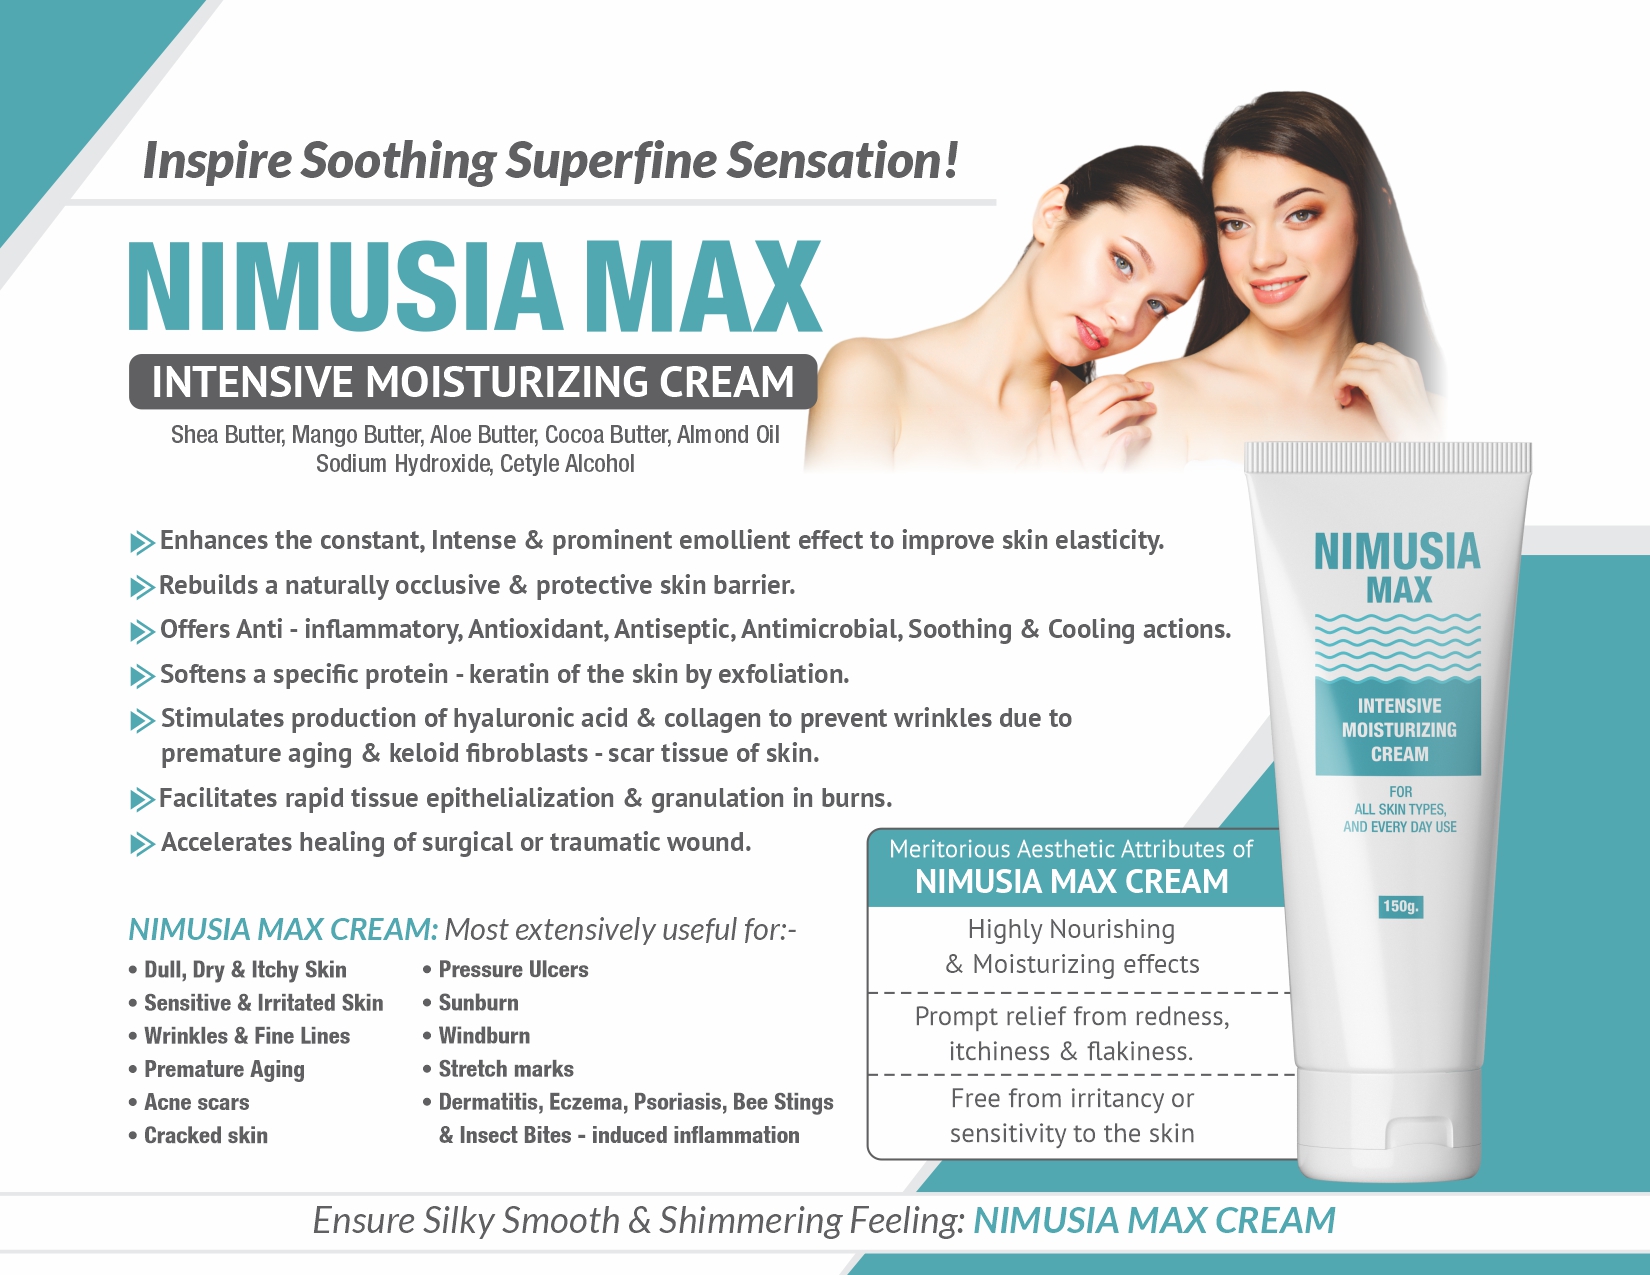 Inspire Soothing Superfine Sensation!
NIMUSIA MAX
INTENSIVE MOISTURIZING CREAM
Shea Butter, Mango Butter, Aloe Butter, Cocoa Butter, Almond Oil
Sodium Hydroxide, Cetyle Alcohol
Enhances the constant, Intense & prominent emollient effect to improve skin elasticity.
Rebuilds a naturally occlusive & protective skin barrier.
Offers Anti - inflammatory, Antioxidant, Antiseptic, Antimicrobial, Soothing & Cooling actions.
Softens a specific protein - keratin of the skin by exfoliation.
Stimulates production of hyaluronic acid & collagen to prevent wrinkles due to
premature aging & keloid fibroblasts - scar tissue of skin.
Facilitates rapid tissue epithelialization & granulation in burns.
Accelerates healing of surgical or traumatic wound.
NIMUSIA MAX CREAM: Most extensively useful for:-
• Dull, Dry & Itchy Skin
• Sensitive & Irritated Skin
• Wrinkles & Fine Lines
• Premature Aging
• Acne scars
• Cracked skin
• Pressure Ulcers
• Sunburn
• Windburn
• Stretch marks
• Dermatitis, Eczema, Psoriasis, Bee Stings
& Insect Bites - induced inflammation
Meritorious Aesthetic Attributes of
NIMUSIA MAX CREAM
Highly Nourishing
& Moisturizing effects
Prompt relief from redness,
itchiness & flakiness.
Free from irritancy or
sensitivity to the skin
NIMUSIA
MAX
INTENSIVE
MOISTURIZING
CREAM
FOR
ALL SKIN TYPES,
AND EVERY DAY USE
150g.
Ensure Silky Smooth & Shimmering Feeling: NIMUSIA MAX CREAM